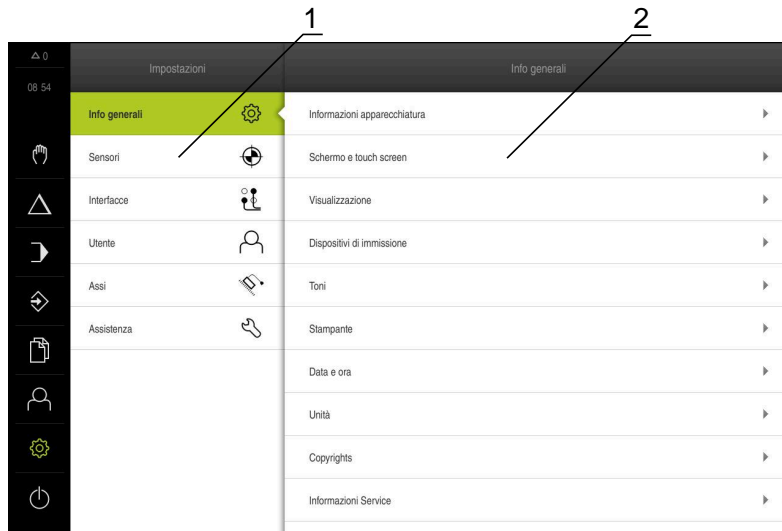 1
2
0
08 54
Impostazioni
Info generali
Sensori
Interfacce
Utente
Assi
Assistenza
Info generali
Informazioni apparecchiatura
Schermo e touch screen
Visualizzazione
Dispositivi di immissione
Toni
Stampante
Data e ora
Unità
Copyrights
Informazioni Service